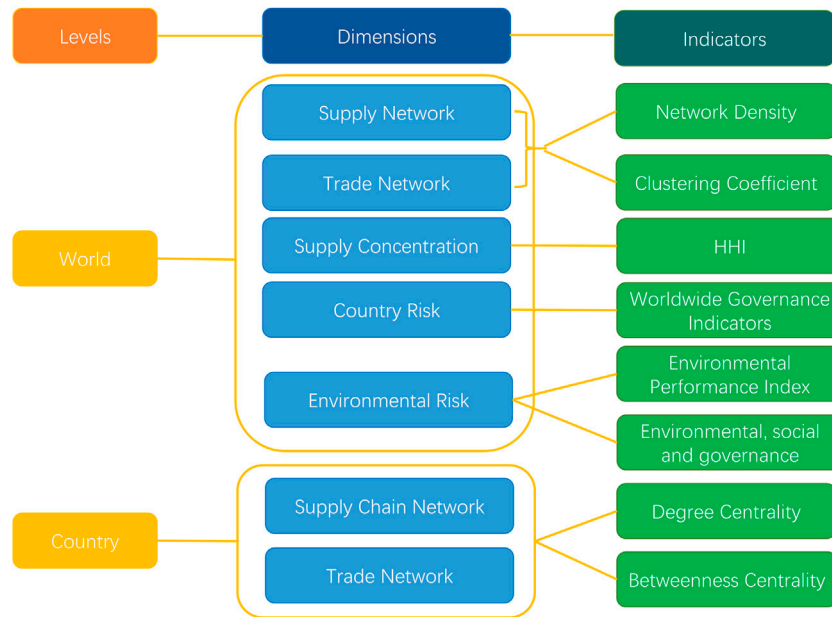 Levels
Dimensions
Indicators
Supply Network
Network Density
Trade Network
Clustering Coefficient
World
Supply Concentration
HHI
Country Risk
Worldwide Governance
Indicators
Environmental Risk
Environmental
Performance Index
Environmental, social
and governance
Country
Supply Chain Network
Degree Centrality
Trade Network
Betweenness Centrality